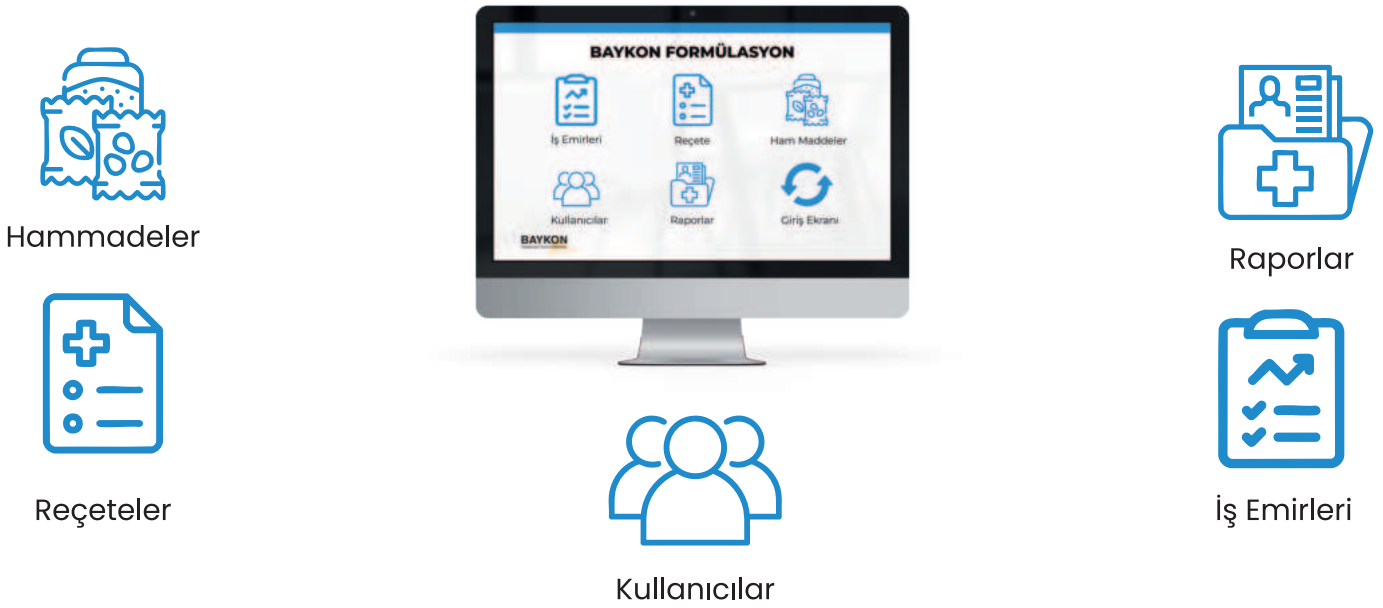 BAYKON FORMÜLASYON
İş Emirleri
Reçete
Ham Maddeler
Kullanıcılar
Raporlar
Giriş Ekranı
BAYKON
Hammadeler
Raporlar
Reçeteler
İş Emirleri
Kullanıcılar